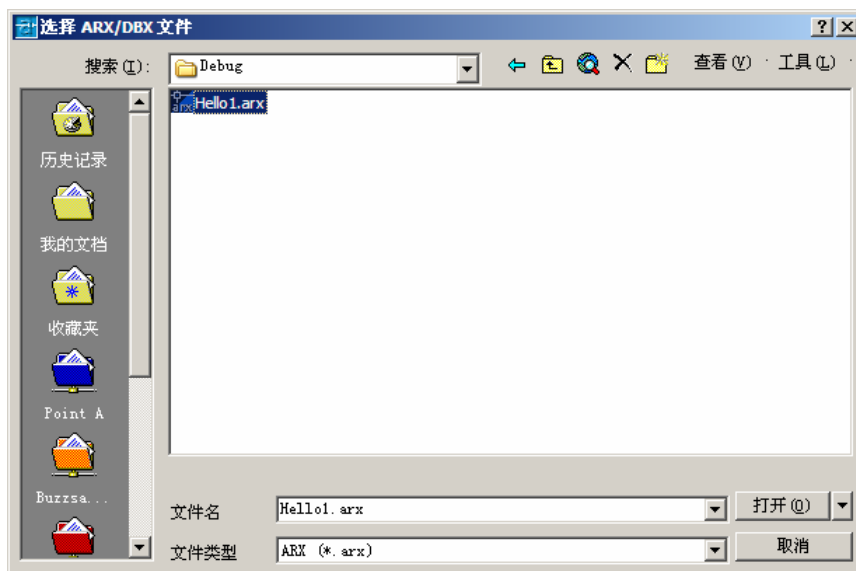 选择 ARX/DBX 文件
搜索(I): Debug 查看(V) 工具(L)
Hello1.arx
历史记录
我的文档
收藏夹
Point A
Buzzsa...
文件名 Hello1.arx 打开(O)
文件类型 ARX (*.arx) 取消